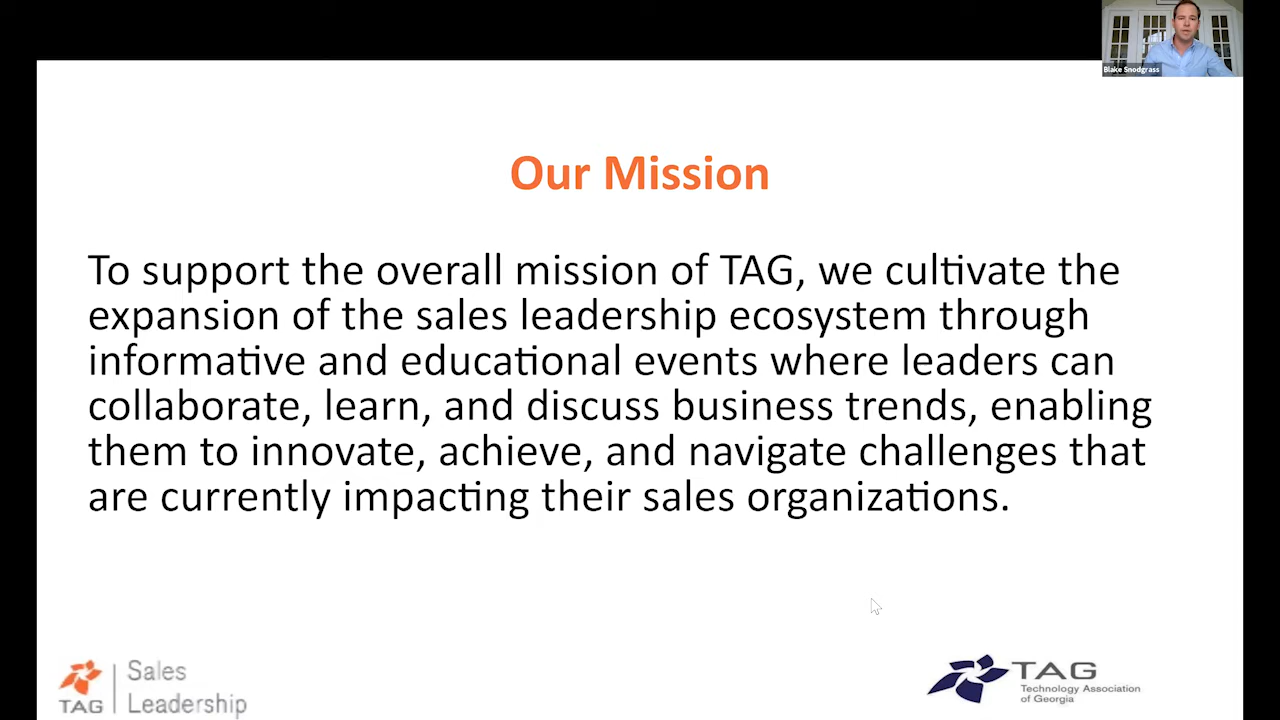 Blake Snodgrass
Our Mission
To support the overall mission of TAG, we cultivate the
expansion of the sales leadership ecosystem through
informative and educational events where leaders can
collaborate, learn, and discuss business trends, enabling
them to innovate, achieve, and navigate challenges that
are currently impacting their sales organizations.
TAG
Sales
Leadership
TAG
Technology Association
of Georgia